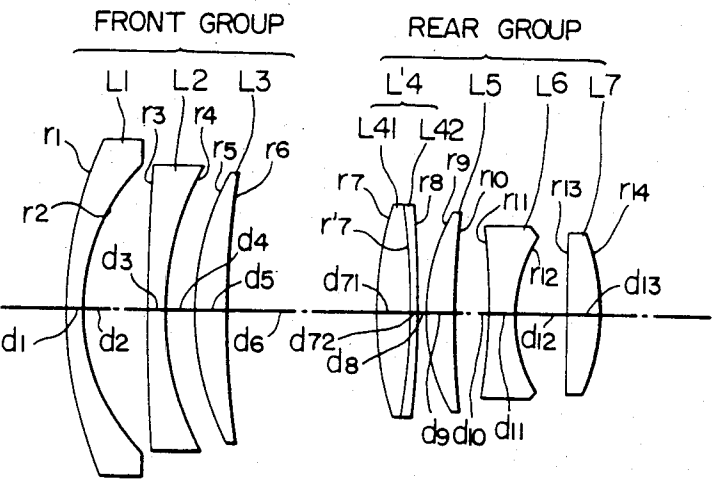 FRONT GROUP
REAR GROUP
L1 L2 L3
L'4 L5 L6 L7
L41 L42
r1 r2 r3 r4 r5 r6
r7 r'7 r8 r9 r10 r11 r12 r13 r14
d1 d2 d3 d4 d5 d6
d71 d72 d8 d9 d10 d11 d12 d13